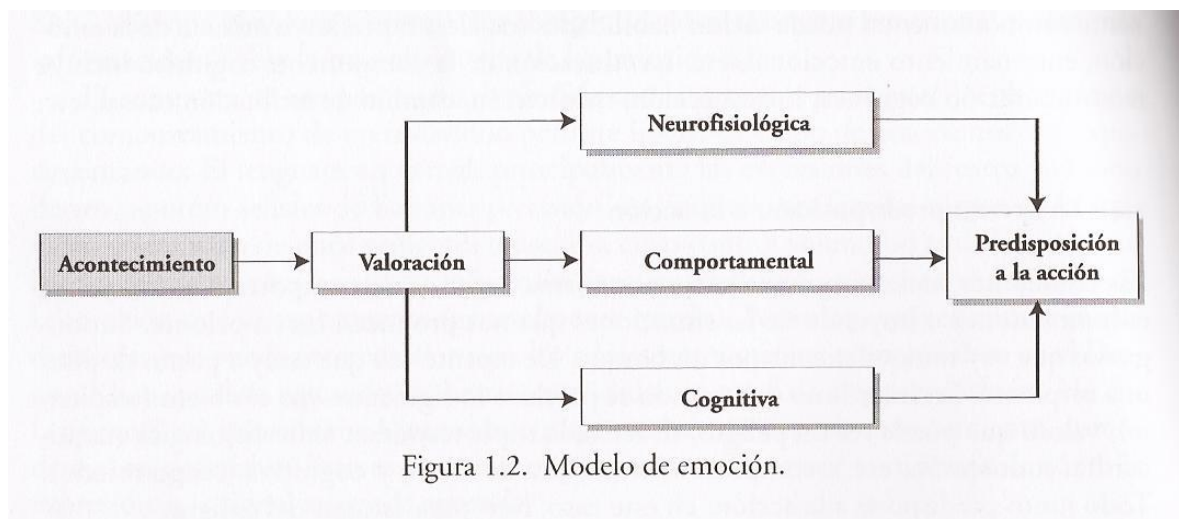 Neurofisiológica
Acontecimiento
Valoración
Comportamental
Predisposición
a la acción
Cognitiva
Figura 1.2. Modelo de emoción.